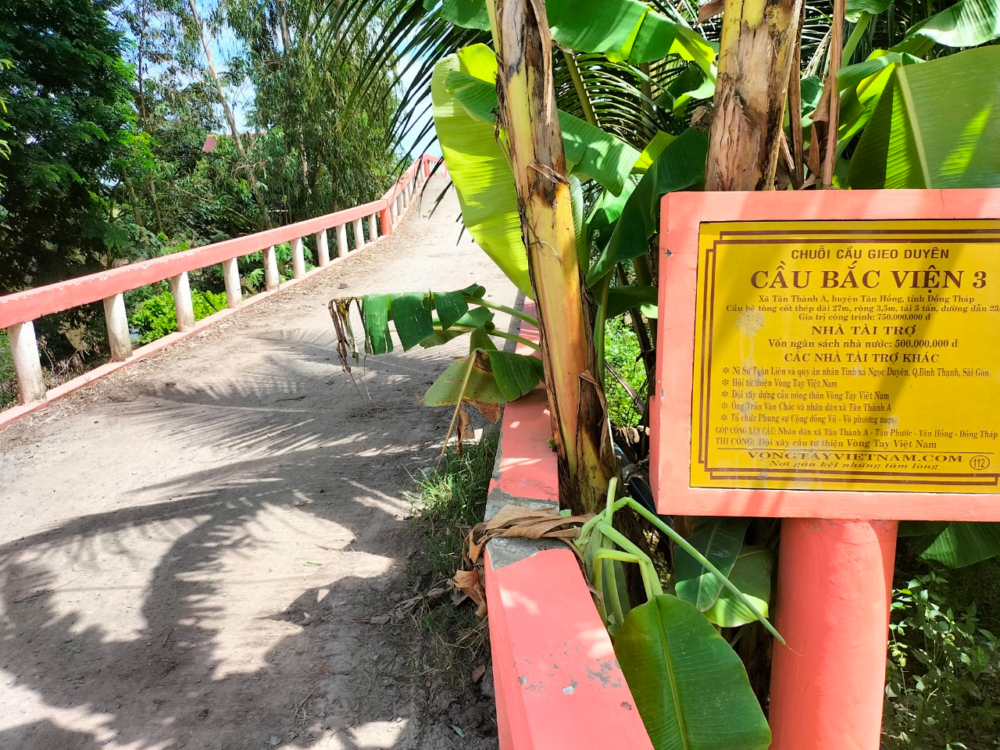 CHUỖI CẦU GIEO DUYÊN
CẦU BẮC VIỆN 3
Xã Tân Thành A, huyện Tân Hồng, tỉnh Đồng Tháp
Cầu bê tông cốt thép dài 27m, rộng 3,5m, tải 5 tấn, đường dẫn
Giá trị công trình: 750.000.000 đ
NHÀ TÀI TRỢ
Vốn ngân sách nhà nước: 500.000.000 đ
CÁC NHÀ TÀI TRỢ KHÁC
* Ni Sư Toàn Liên và qúy ân nhân Tịnh xá Ngọc Duyên, Q.Bình Thạnh, Sài Gòn
* Hội từ thiện Vòng Tay Việt Nam
* Đội xây dựng cầu nông thôn Vòng Tay Việt Nam
* Ông Trần Văn Chắc và nhân dân xã Tân Thành A
* Tổ chức Phụng sự Cộng đồng Vũ - Võ phương nam
GÓP CÔNG XÂY CẦU: Nhân dân xã Tân Thành A - Tân Phước - Tân Hồng - Đồng Tháp
THI CÔNG: Đội xây cầu từ thiện Vòng Tay Việt Nam
VONGTAYVIETNAM.COM
Nơi gắn kết những tấm lòng
112